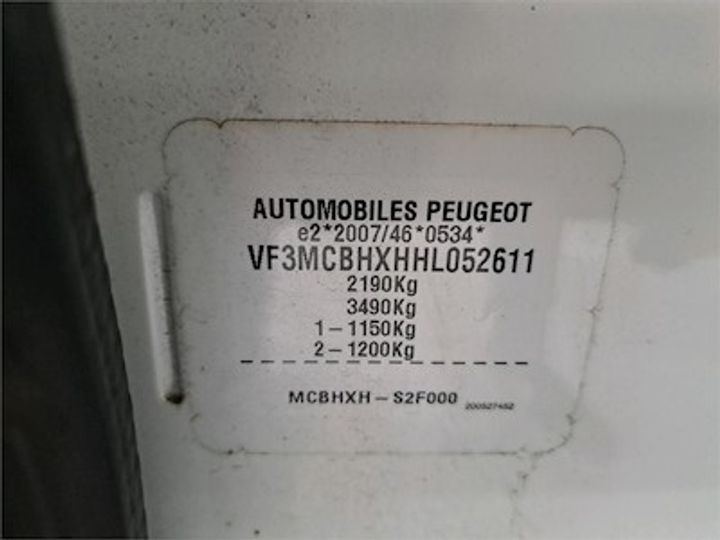 AUTOMOBILES PEUGEOT
e2*2007/46*0534*
VF3MCBHXHHL052611
2190Kg
3490Kg
1-1150Kg
2-1200Kg
MCBHXH-S2F000